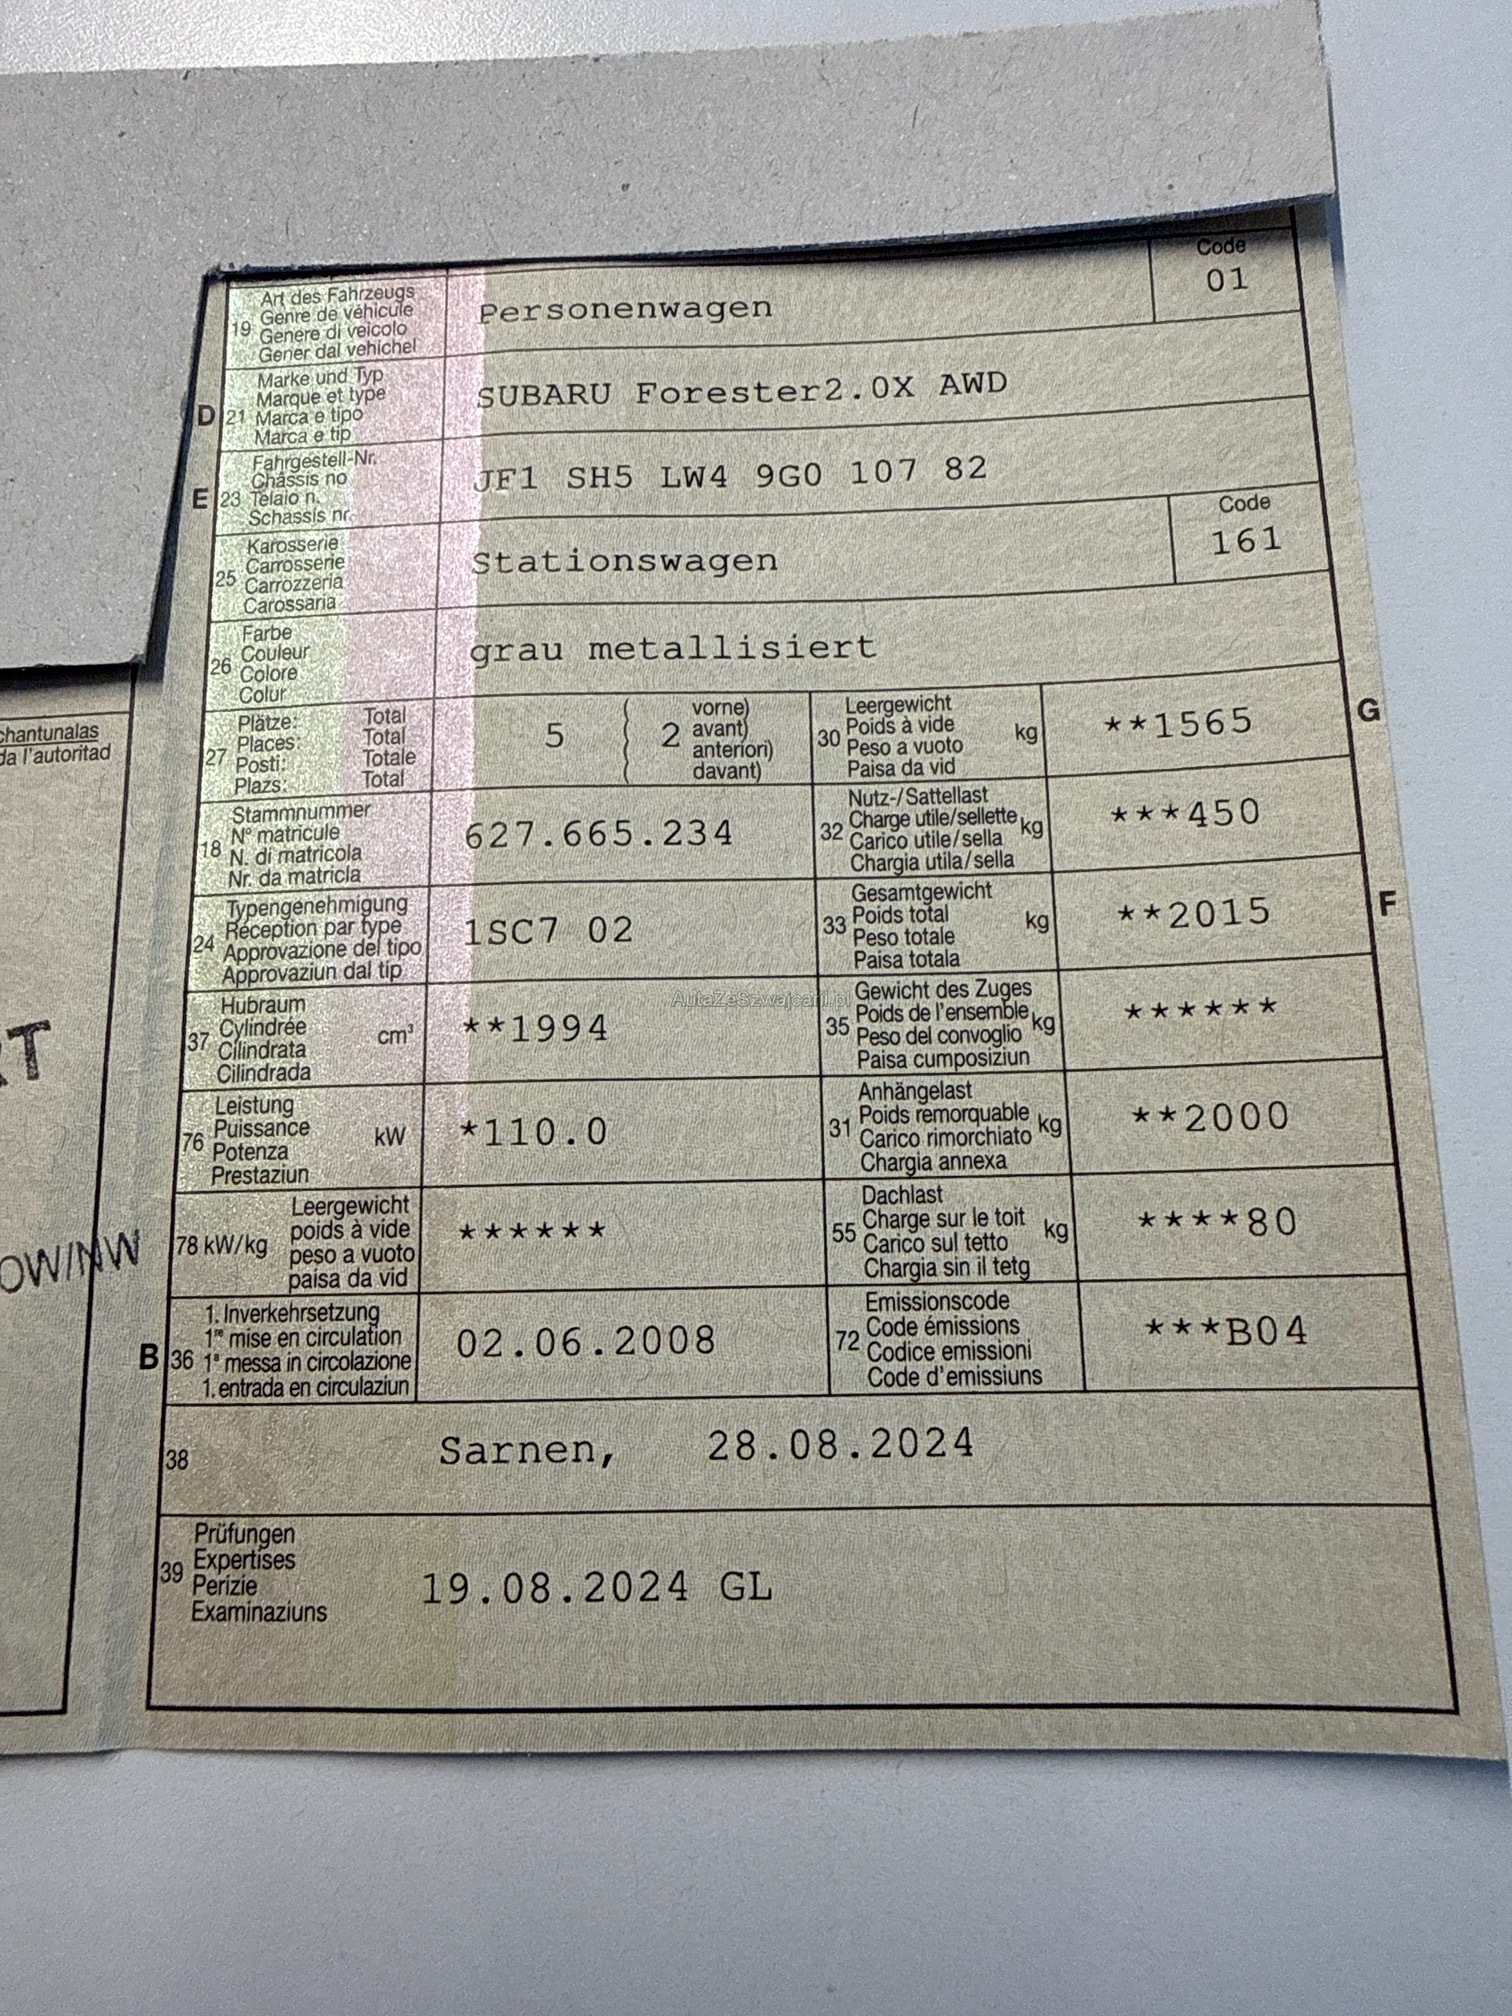 Code
01
Art des Fahrzeugs
Genre de véhicule
19 Genere di veicolo
Gener dal vehichel
Personenwagen
Marke und Typ
Marque et type
D 21 Marca e tipo
Marca e tip
SUBARU Forester2.0X AWD
Fahrgestell-Nr.
Châssis no
E 23 Telaio n.
Schassis nr.
JF1 SH5 LW4 9G0 107 82
Karosserie
Carrosserie
25 Carrozzeria
Carossaria
Stationswagen
Code
161
Farbe
Couleur
26 Colore
Colur
grau metallisiert
Plätze: Total
Places: Total
27 Posti: Totale
Plazs: Total
5 2
vorne)
avant)
anteriori)
davant)
Leergewicht
Poids à vide
30 Peso a vuoto kg
Paisa da vid
**1565
G
Stammnummer
N° matricule
18 N. di matricola
Nr. da matricla
627.665.234
Nutz-/Sattellast
Charge utile/sellette
32 Carico utile/sella kg
Chargia utila/sella
***450
Typengenehmigung
Réception par type
24 Approvazione del tipo
Approvaziun dal tip
1SC7 02
Gesamtgewicht
Poids total
33 Peso totale kg
Paisa totala
**2015
F
Hubraum
Cylindrée
37 Cilindrata cm³
Cilindrada
**1994
Gewicht des Zuges
Poids de l'ensemble
35 Peso del convoglio kg
Paisa cumposiziun
******
Leistung
Puissance
76 Potenza kW
Prestaziun
*110.0
Anhängelast
Poids remorquable
31 Carico rimorchiato kg
Chargia annexa
**2000
Leergewicht
poids à vide
78 kW/kg peso a vuoto
paisa da vid
******
Dachlast
Charge sur le toit
55 Carico sul tetto kg
Chargia sin il tetg
****80
1. Inverkehrsetzung
1re mise en circulation
B 36 1a messa in circolazione
1. entrada en circulaziun
02.06.2008
Emissionscode
Code émissions
72 Codice emissioni
Code d'emissiuns
***B04
38 Sarnen, 28.08.2024
Prüfungen
Expertises
39 Perizie
Examinaziuns
19.08.2024 GL
chantunalas
da l'autoritad
OW/NW
AutaZeSzwajcarii.pl